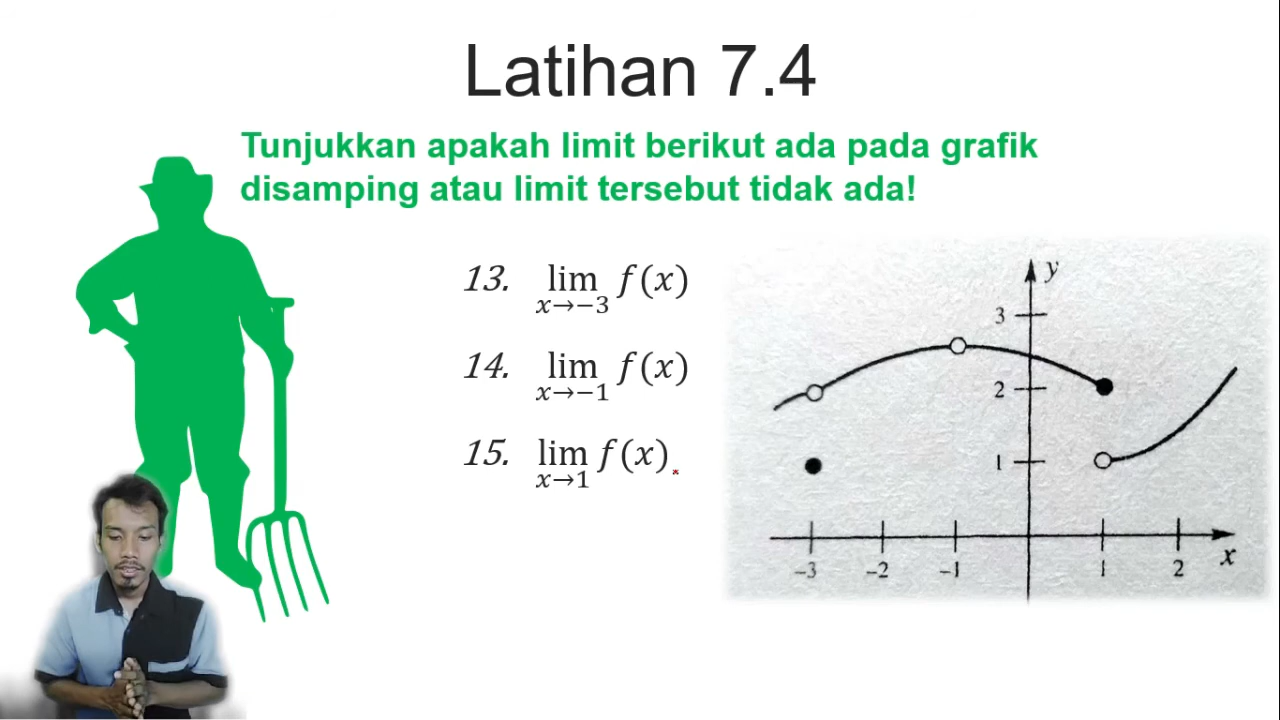 Latihan 7.4
Tunjukkan apakah limit berikut ada pada grafik
disamping atau limit tersebut tidak ada!
13. lim f(x)
x→−3
14. lim f(x)
x→−1
15. lim f(x).
x→1
y
3
2
1
-3 -2 -1 1 2 x